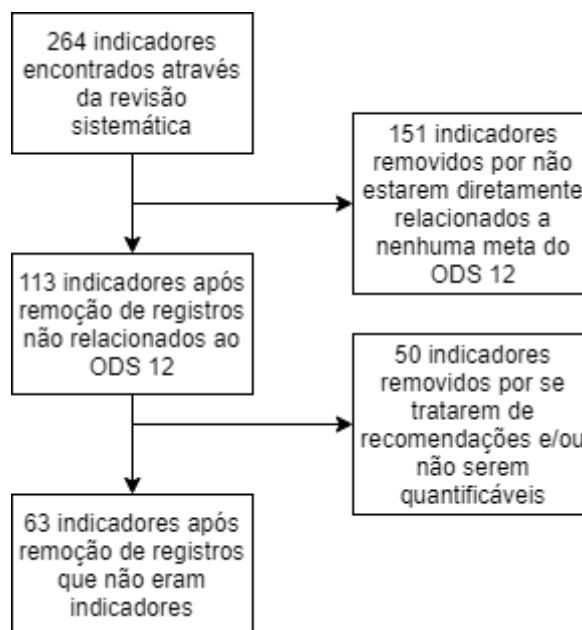 264 indicadores
encontrados através
da revisão
sistemática
151 indicadores
removidos por não
estarem diretamente
relacionados a
nenhuma meta do
ODS 12
113 indicadores após
remoção de registros
não relacionados ao
ODS 12
50 indicadores
removidos por se
tratarem de
recomendações e/ou
não serem
quantificáveis
63 indicadores após
remoção de registros
que não eram
indicadores